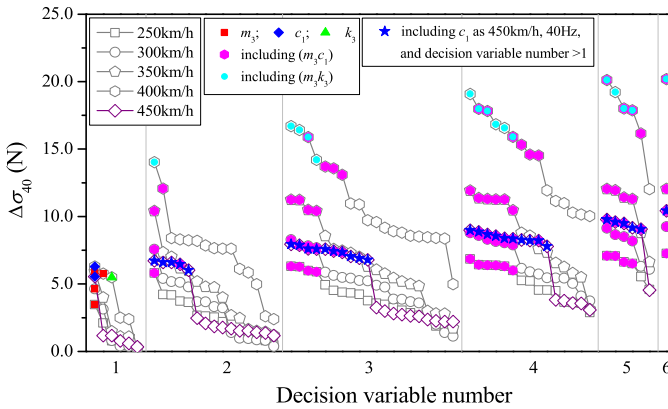 25.0
20.0
15.0
10.0
5.0
0.0
Δσ₄₀ (N)
250km/h
300km/h
350km/h
400km/h
450km/h
m₃; c₁; k₃
including (m₃c₁)
including (m₃k₃)
including c₁ as 450km/h, 40Hz,
and decision variable number >1
1 2 3 4 5 6
Decision variable number